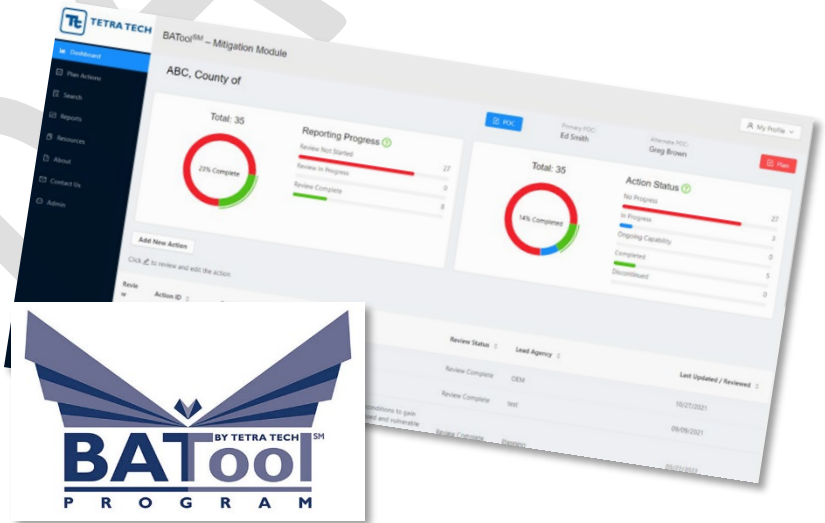 TETRA TECH
BATool℠ – Mitigation Module
My Profile
Dashboard
Plan Actions
Search
Reports
Resources
About
Contact Us
Admin
ABC, County of
POC
Primary POC:
Ed Smith
Alternate POC:
Greg Brown
Plan
Total: 35
23% Complete
Reporting Progress
Review Not Started 27
Review In Progress 0
Review Complete 8
Total: 35
14% Completed
Action Status
No Progress 27
In Progress 3
Ongoing Capability 0
Completed 5
Discontinued 0
Add New Action
Click to review and edit the action
Revie
w
Action ID
Review Status
Lead Agency
Last Updated / Reviewed
Review Complete OEM 10/27/2021
Review Complete test 09/09/2021
conditions to gain
and vulnerable
Review Complete Planning
BATool SM
BY TETRA TECH
PROGRAM